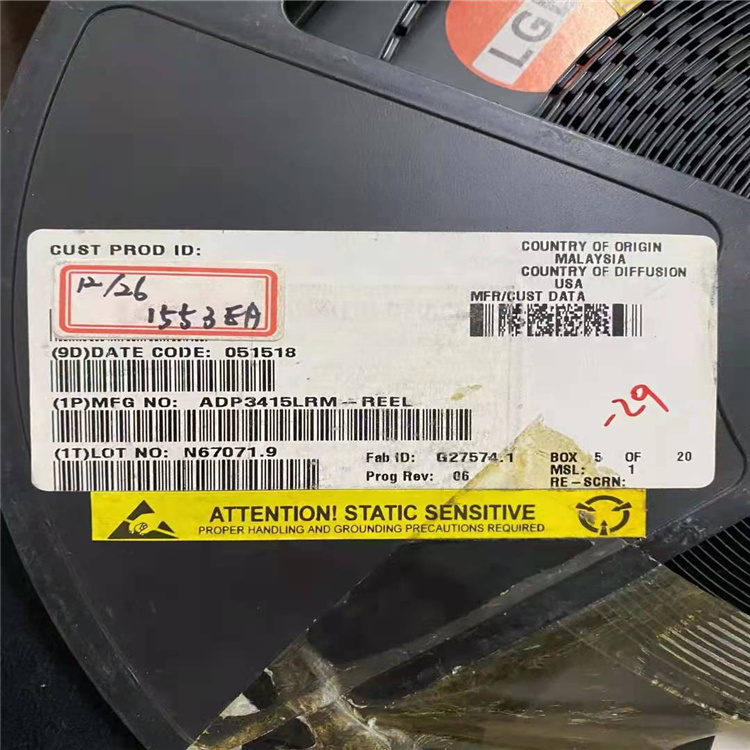 LGI
CUST PROD ID:
12/26
1553EA
(9D)DATE CODE: 051518
(1P)MFG NO: ADP3415LRM-REEL
(1T)LOT NO: N67071.9
COUNTRY OF ORIGIN
MALAYSIA
COUNTRY OF DIFFUSION
USA
MFR/CUST DATA
-29
Fab ID: G27574.1
Prog Rev: 06
BOX 5 OF 20
MSL: 1
RE-SCRN:
ATTENTION! STATIC SENSITIVE
PROPER HANDLING AND GROUNDING PRECAUTIONS REQUIRED